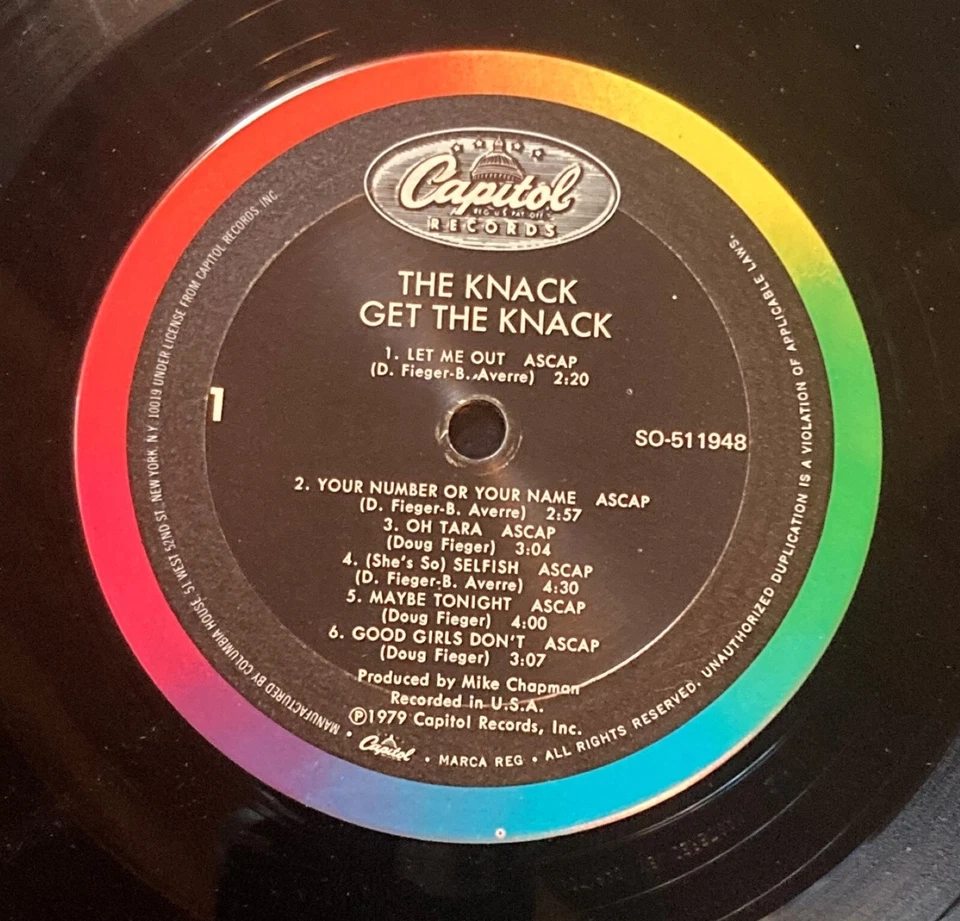 Capitol
REG U S PAT OFF
RECORDS
THE KNACK
GET THE KNACK
1. LET ME OUT ASCAP
(D. Fieger-B. Averre) 2:20
1
SO-511948
2. YOUR NUMBER OR YOUR NAME ASCAP
(D. Fieger-B. Averre) 2:57
3. OH TARA ASCAP
(Doug Fieger) 3:04
4. (She's So) SELFISH ASCAP
(D. Fieger-B. Averre) 4:30
5. MAYBE TONIGHT ASCAP
(Doug Fieger) 4:00
6. GOOD GIRLS DON'T ASCAP
(Doug Fieger) 3:07
Produced by Mike Chapman
Recorded in U.S.A.
Ⓟ1979 Capitol Records, Inc.
MANUFACTURED BY COLUMBIA HOUSE, 51 WEST 52ND ST., NEW YORK, N.Y. 10019 UNDER LICENSE FROM CAPITOL RECORDS, INC.
• Capitol • MARCA REG • ALL RIGHTS RESERVED. UNAUTHORIZED DUPLICATION IS A VIOLATION OF APPLICABLE LAWS.